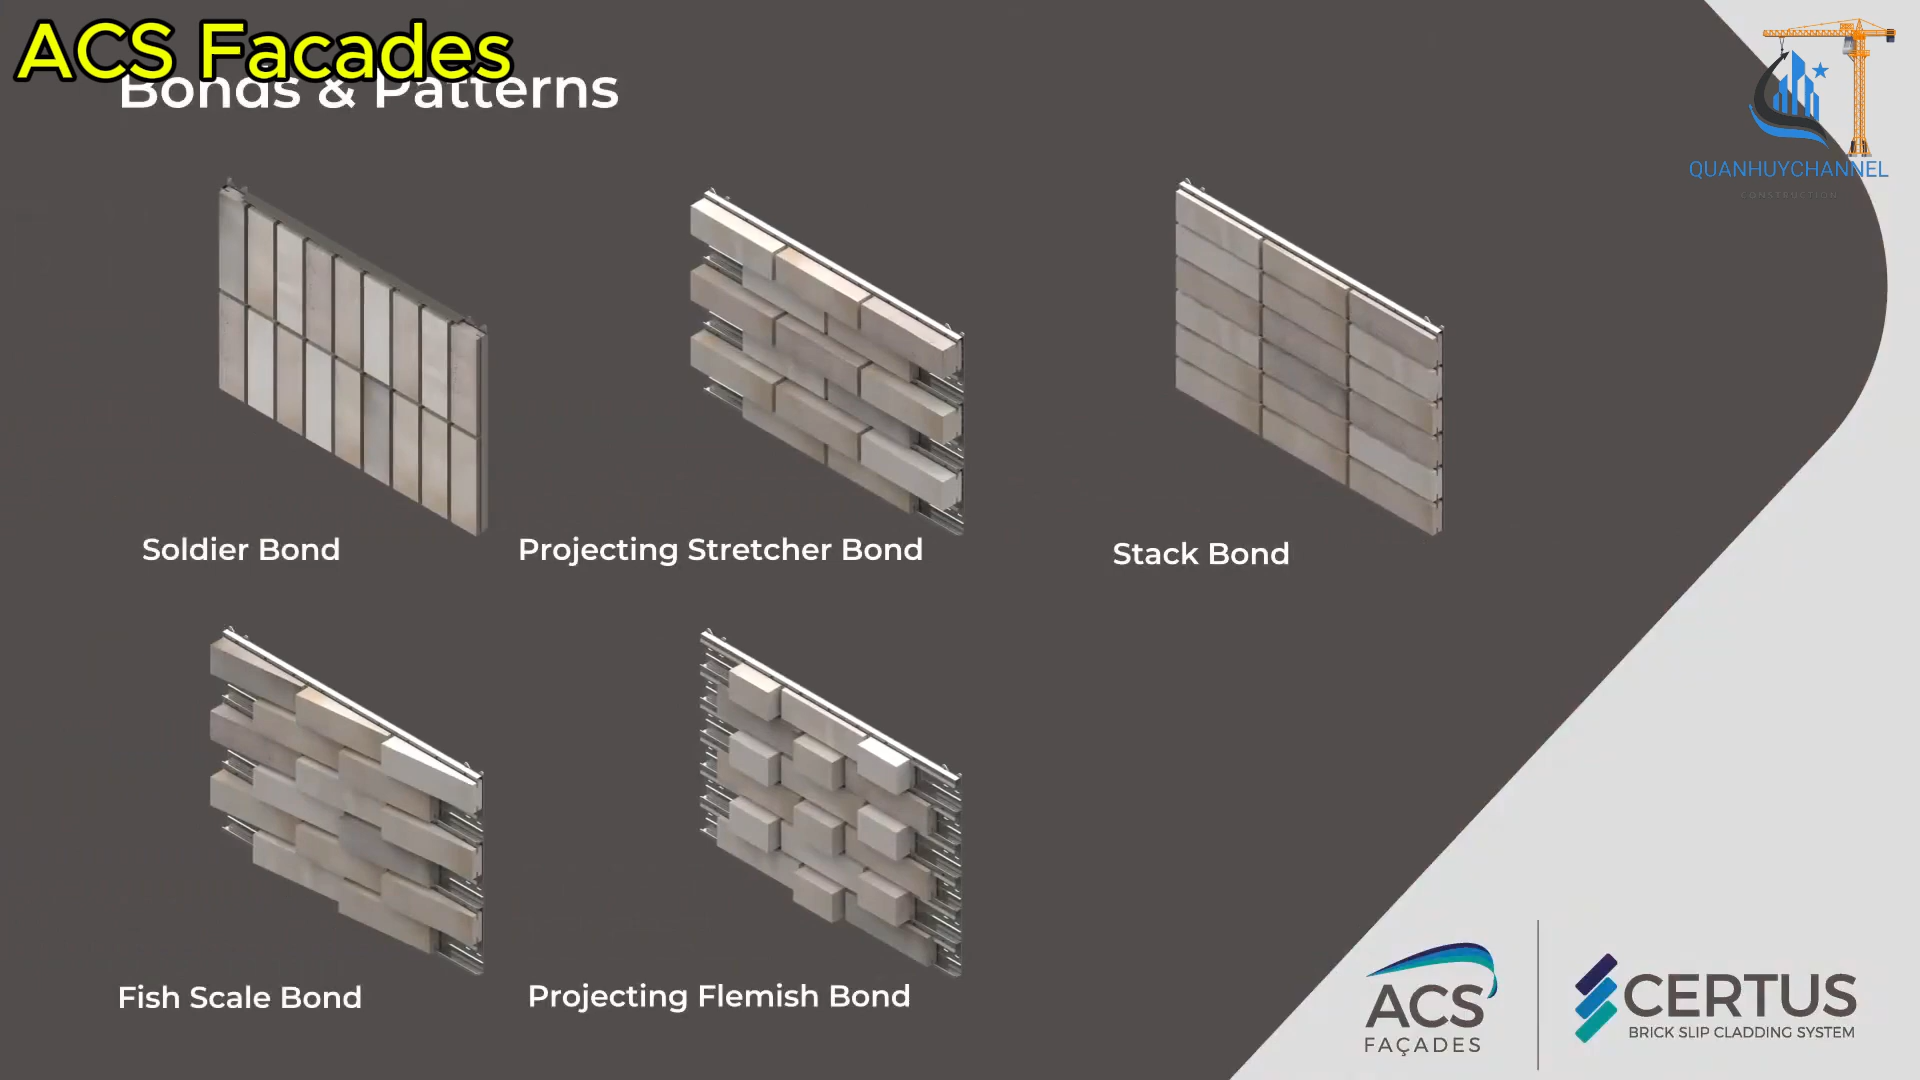 ACS Facades
Bonds & Patterns
QUANHUYCHANNEL
CONSTRUCTION
Soldier Bond
Projecting Stretcher Bond
Stack Bond
Fish Scale Bond
Projecting Flemish Bond
ACS
FAÇADES
CERTUS
BRICK SLIP CLADDING SYSTEM